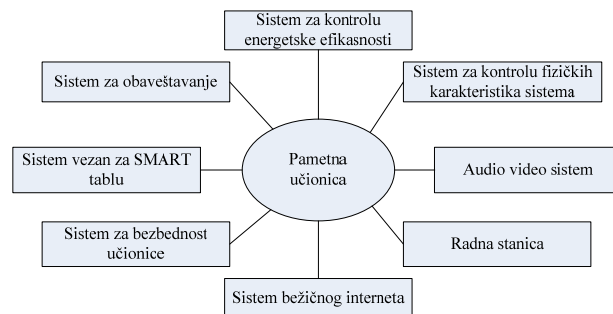 Sistem za kontrolu
energetske efikasnosti
Sistem za obaveštavanje
Sistem za kontrolu fizičkih
karakteristika sistema
Sistem vezan za SMART
tablu
Pametna
učionica
Audio video sistem
Sistem za bezbednost
učionice
Radna stanica
Sistem bežičnog interneta